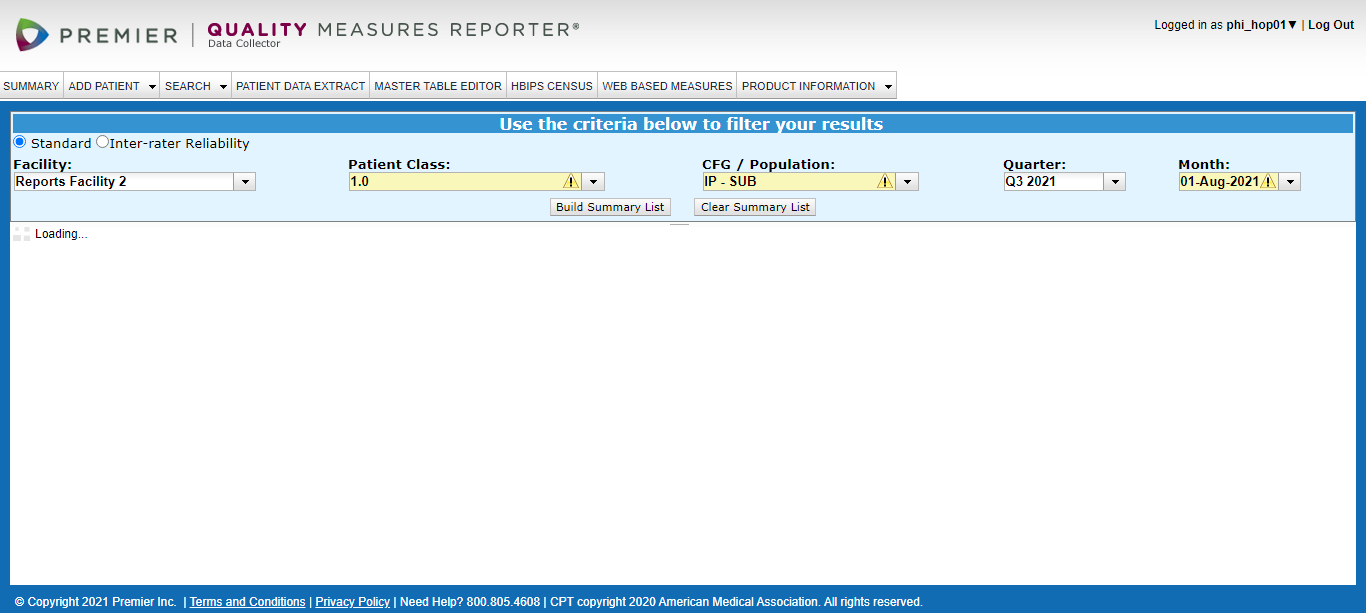 PREMIER | QUALITY MEASURES REPORTER®
Data Collector
Logged in as phi_hop01▼ | Log Out
SUMMARY ADD PATIENT SEARCH PATIENT DATA EXTRACT MASTER TABLE EDITOR HBIPS CENSUS WEB BASED MEASURES PRODUCT INFORMATION
Use the criteria below to filter your results
Standard Inter-rater Reliability
Facility: Patient Class: CFG / Population: Quarter: Month:
Reports Facility 2 1.0 IP - SUB Q3 2021 01-Aug-2021
Build Summary List Clear Summary List
Loading...
© Copyright 2021 Premier Inc. | Terms and Conditions | Privacy Policy | Need Help? 800.805.4608 | CPT copyright 2020 American Medical Association. All rights reserved.